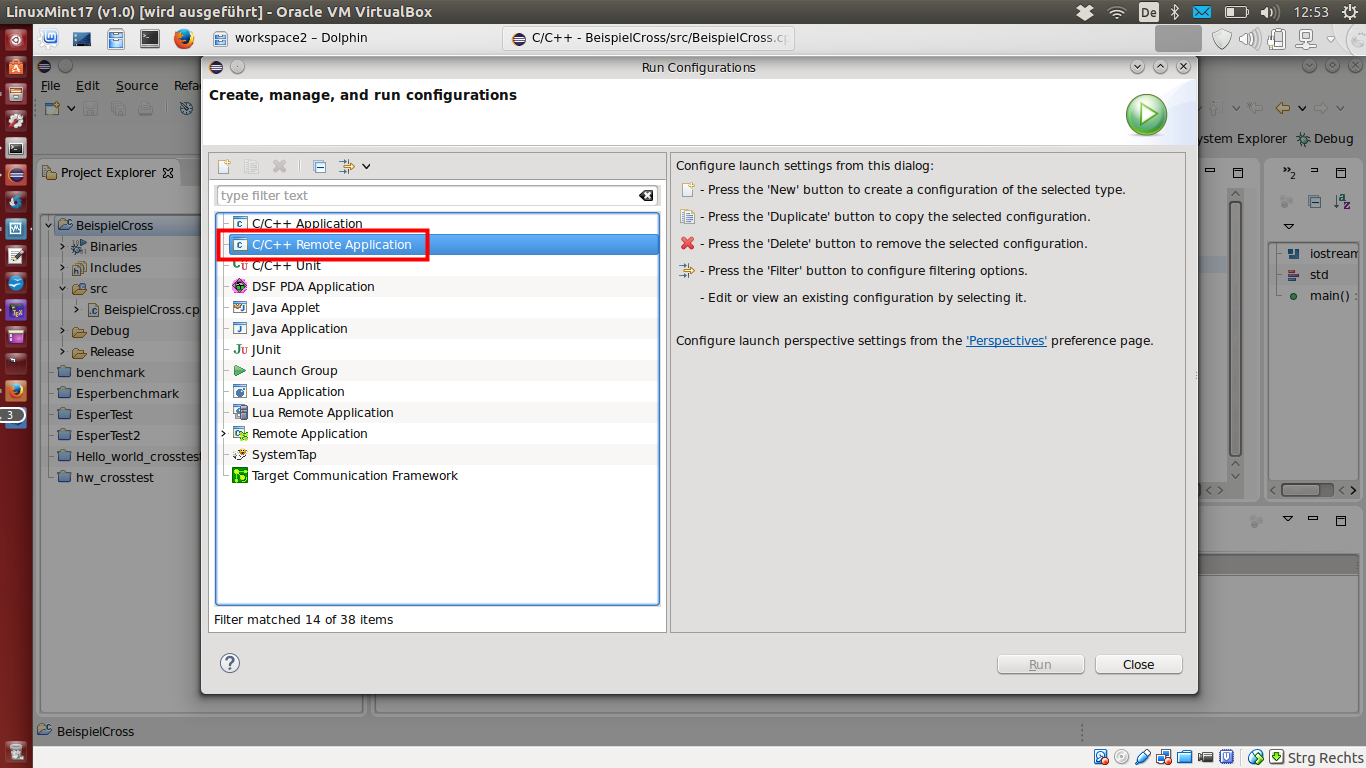 LinuxMint17 (v1.0) [wird ausgeführt] - Oracle VM VirtualBox
De
12:53
workspace2 – Dolphin
C/C++ - BeispielCross/src/BeispielCross.cp
Run Configurations
File Edit Source Refa
Create, manage, and run configurations
ystem Explorer Debug
Project Explorer
BeispielCross
Binaries
Includes
src
BeispielCross.cp
Debug
Release
benchmark
Esperbenchmark
EsperTest
EsperTest2
Hello_world_crosstest
hw_crosstest
type filter text
C/C++ Application
C/C++ Remote Application
C/C++ Unit
DSF PDA Application
Java Applet
Java Application
JUnit
Launch Group
Lua Application
Lua Remote Application
Remote Application
SystemTap
Target Communication Framework
Filter matched 14 of 38 items
Configure launch settings from this dialog:
- Press the 'New' button to create a configuration of the selected type.
- Press the 'Duplicate' button to copy the selected configuration.
- Press the 'Delete' button to remove the selected configuration.
- Press the 'Filter' button to configure filtering options.
- Edit or view an existing configuration by selecting it.
Configure launch perspective settings from the 'Perspectives' preference page.
2
iostream
std
main() :
3
Run
Close
BeispielCross
Strg Rechts